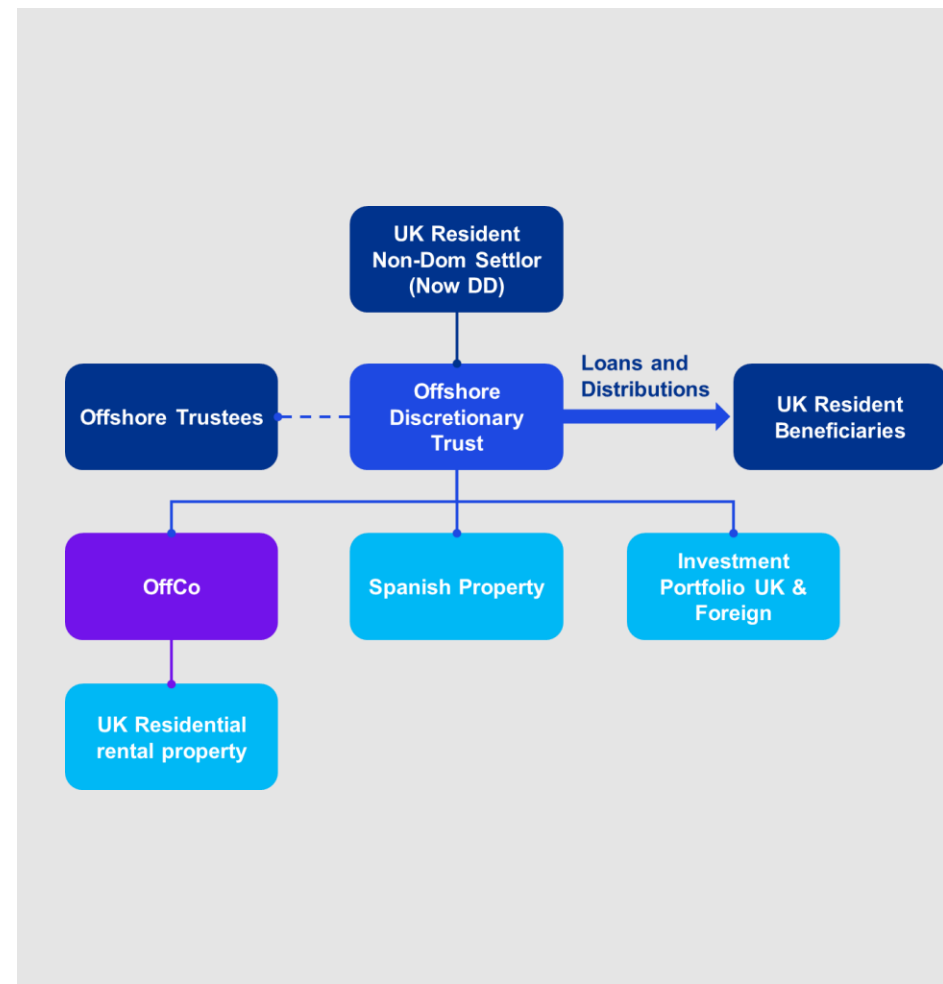 UK Resident
Non-Dom Settlor
(Now DD)
Offshore Trustees
Offshore
Discretionary
Trust
Loans and
Distributions
UK Resident
Beneficiaries
OffCo
Spanish Property
Investment
Portfolio UK &
Foreign
UK Residential
rental property